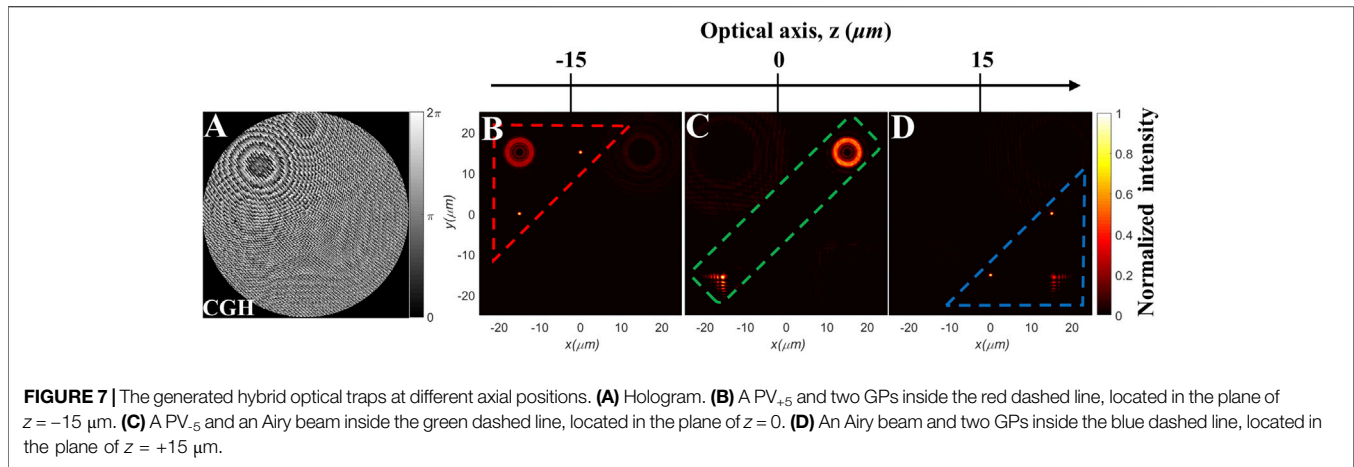 Optical axis, z (μm)
-15 0 15
A
CGH
2π
π
0
B
C
D
20
10
0
-10
-20
y(μm)
-20 -10 0 10 20
x(μm)
-20 -10 0 10 20
x(μm)
-20 -10 0 10 20
x(μm)
1
0.8
0.6
0.4
0.2
0
Normalized intensity
FIGURE 7 | The generated hybrid optical traps at different axial positions. (A) Hologram. (B) A PV+5 and two GPs inside the red dashed line, located in the plane of
z = −15 μm. (C) A PV-5 and an Airy beam inside the green dashed line, located in the plane of z = 0. (D) An Airy beam and two GPs inside the blue dashed line, located in
the plane of z = +15 μm.